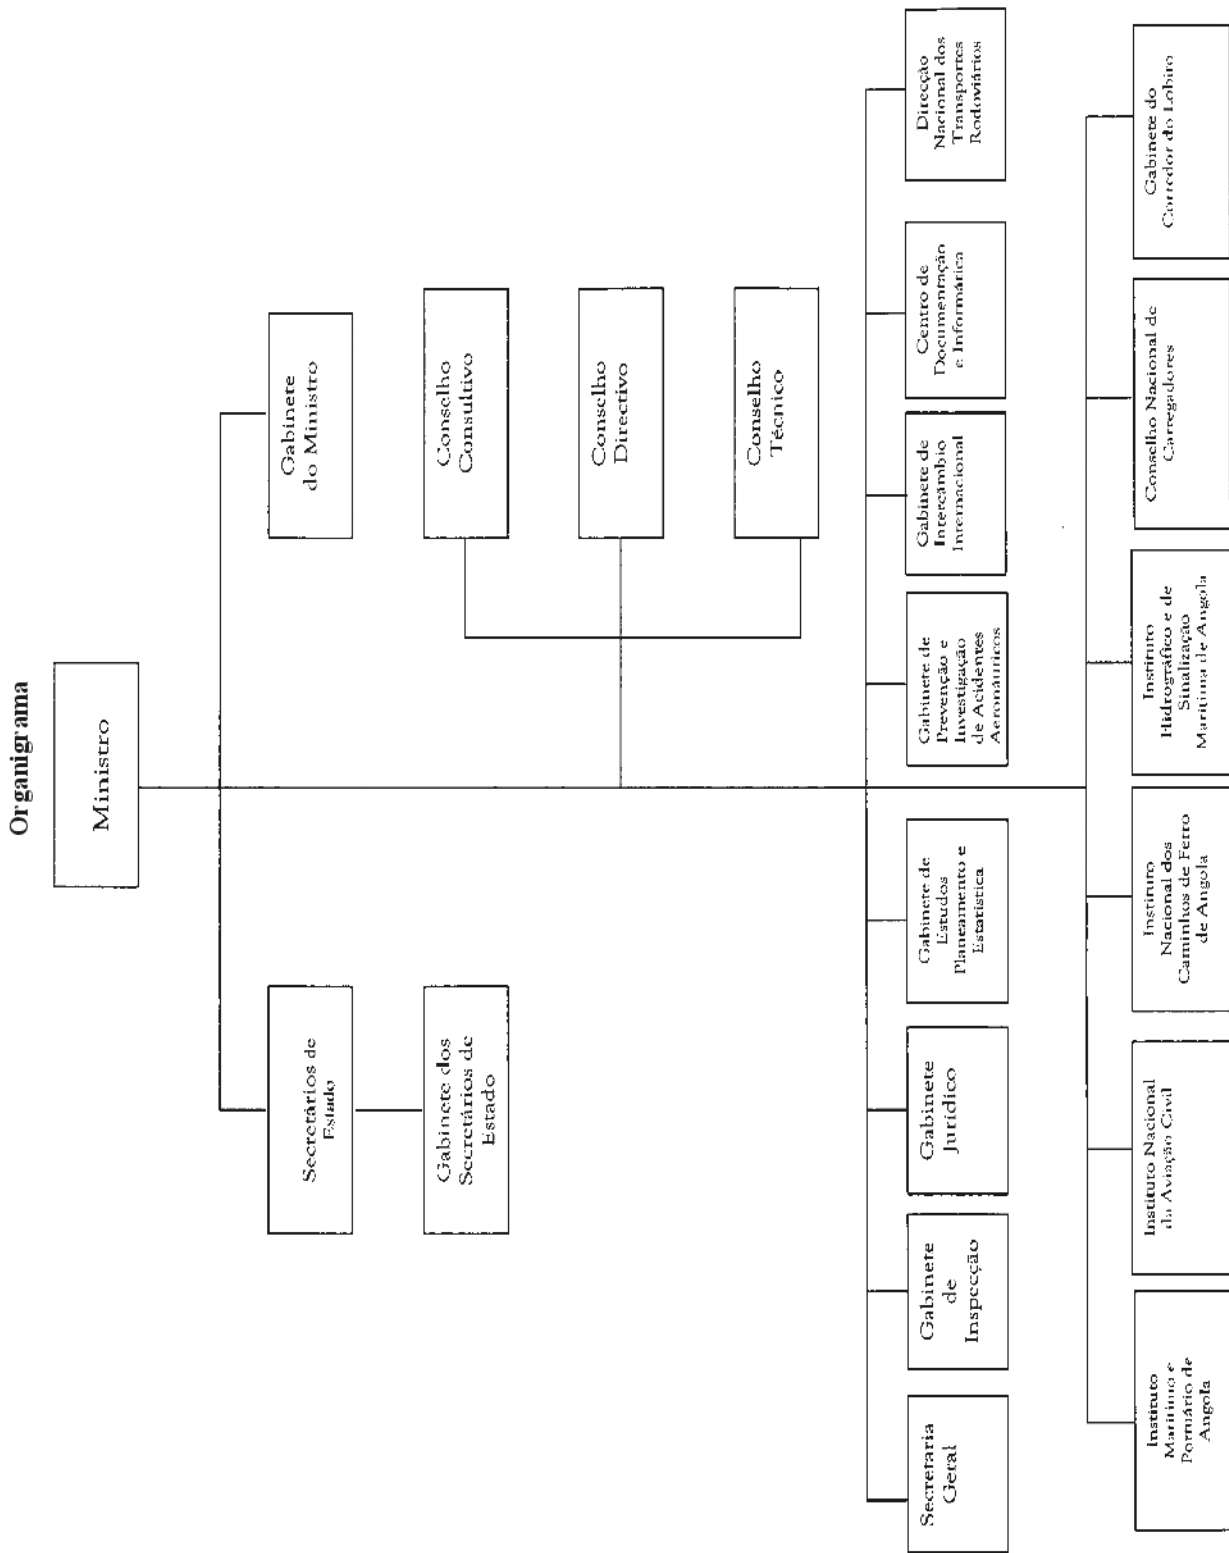 Organigrama
Ministro
Secretários de
Estado
Gabinete
do Ministro
Gabinete dos
Secretários de
Estado
Conselho
Consultivo
Conselho
Directivo
Conselho
Técnico
Secretaria
Geral
Gabinete
de
Inspecção
Gabinete
Jurídico
Gabinete de
Estudos
Planeamento e
Estatística
Gabinete de
Prevenção e
Investigação
de Acidentes
Aeronáuticos
Gabinete de
Intercâmbio
Internacional
Centro de
Documentação
e Informática
Direcção
Nacional dos
Transportes
Rodoviários
Instituto
Marítimo e
Portuário de
Angola
Instituto Nacional
da Aviação Civil
Instituto
Nacional dos
Caminhos de Ferro
de Angola
Instituto
Hidrográfico e de
Sinalização
Marítima de Angola
Conselho Nacional de
Carregadores
Gabinete do
Corredor do Lobito